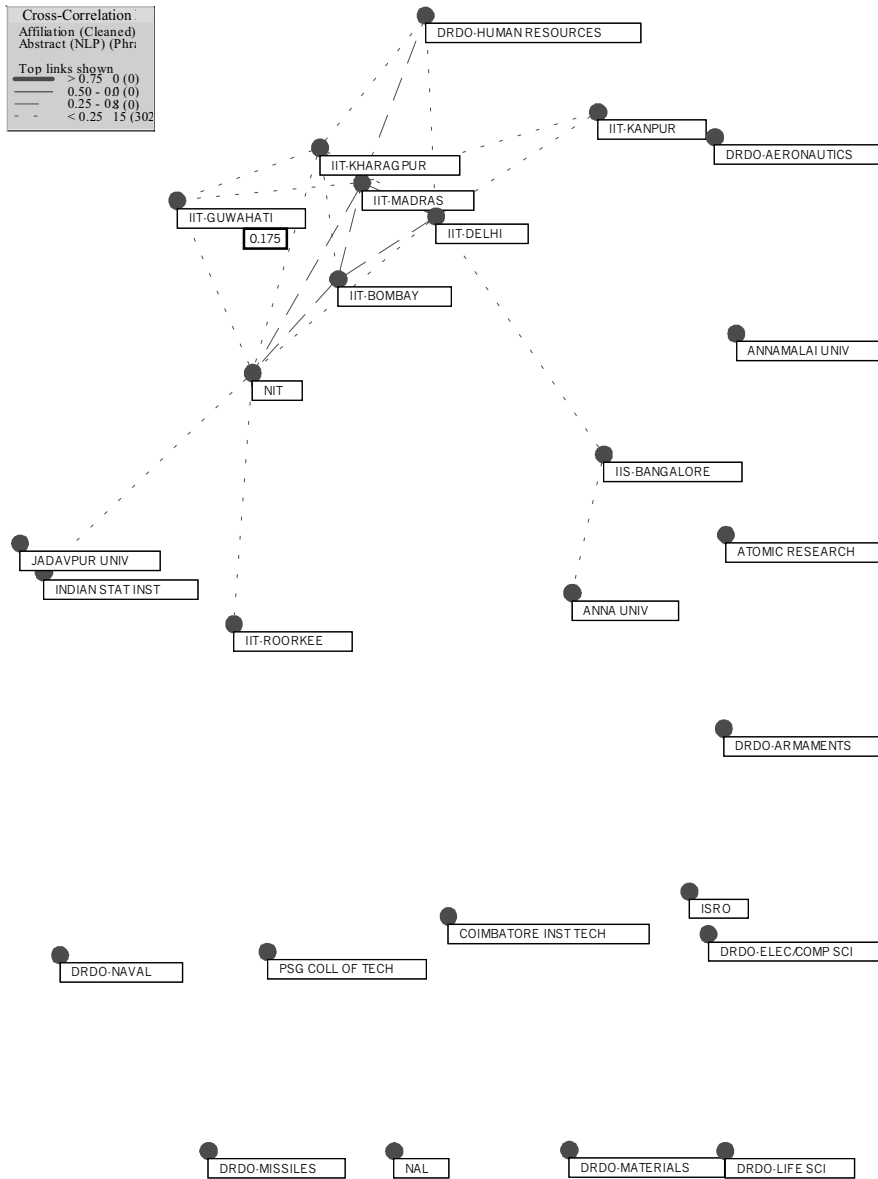 Cross-Correlation
Affiliation (Cleaned)
Abstract (NLP) (Phra
Top links shown
> 0.75 0 (0)
0.50 - 0 (0)
0.25 - 8 (0)
< 0.25 15 (302
DRDO-HUMAN RESOURCES
IIT-KANPUR
DRDO-AERONAUTICS
IIT-KHARAGPUR
IIT-MADRAS
IIT-GUWAHATI
IIT-DELHI
0.175
IIT-BOMBAY
ANNAMALAI UNIV
NIT
IIS-BANGALORE
ATOMIC RESEARCH
JADAVPUR UNIV
INDIAN STAT INST
ANNA UNIV
IIT-ROORKEE
DRDO-ARMAMENTS
ISRO
COIMBATORE INST TECH
DRDO-ELEC/COMP SCI
DRDO-NAVAL
PSG COLL OF TECH
DRDO-MISSILES
NAL
DRDO-MATERIALS
DRDO-LIFE SCI